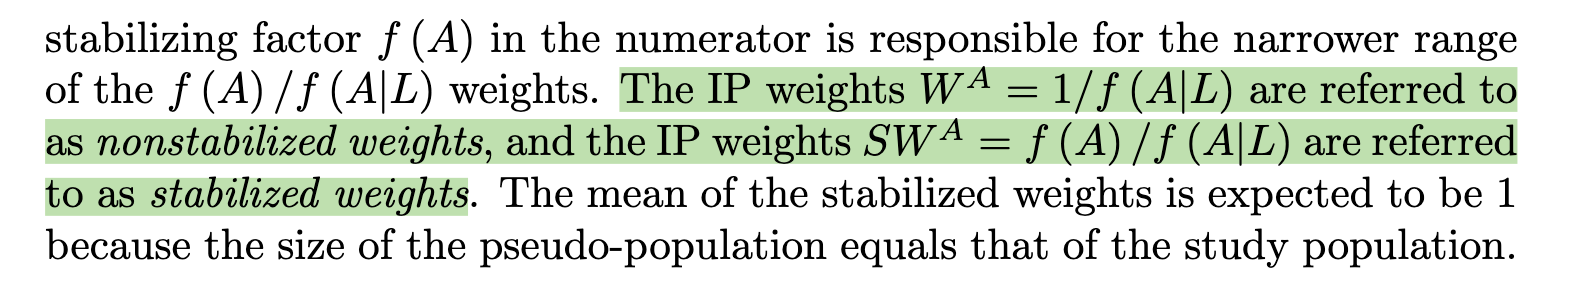 stabilizing factor f (A) in the numerator is responsible for the narrower range
of the f (A) /f (A|L) weights. The IP weights W^A = 1/f (A|L) are referred to
as nonstabilized weights, and the IP weights SW^A = f (A) /f (A|L) are referred
to as stabilized weights. The mean of the stabilized weights is expected to be 1
because the size of the pseudo-population equals that of the study population.